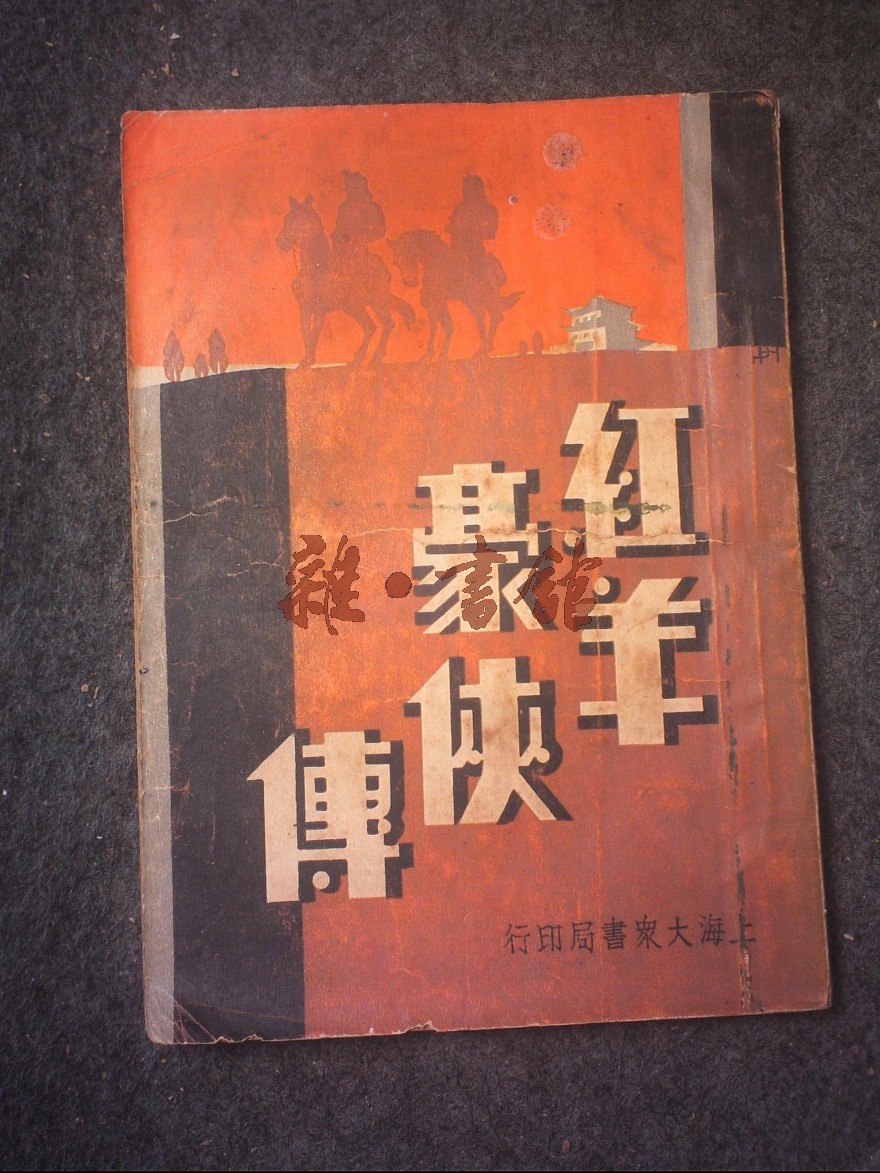 紅羊
豪俠
傳
上海大眾書局印行
雜·書館